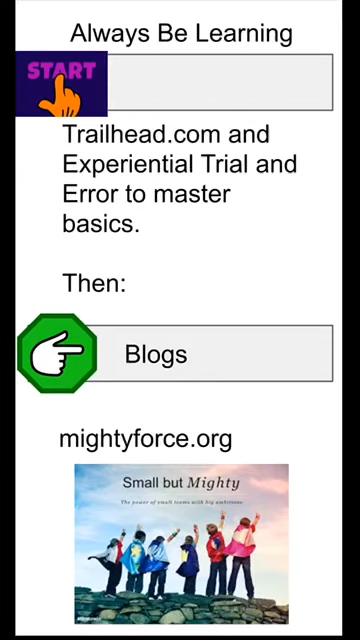 Always Be Learning
START
Trailhead.com and
Experiential Trial and
Error to master
basics.
Then:
Blogs
mightyforce.org
Small but Mighty
The power of small teams with big ambitions